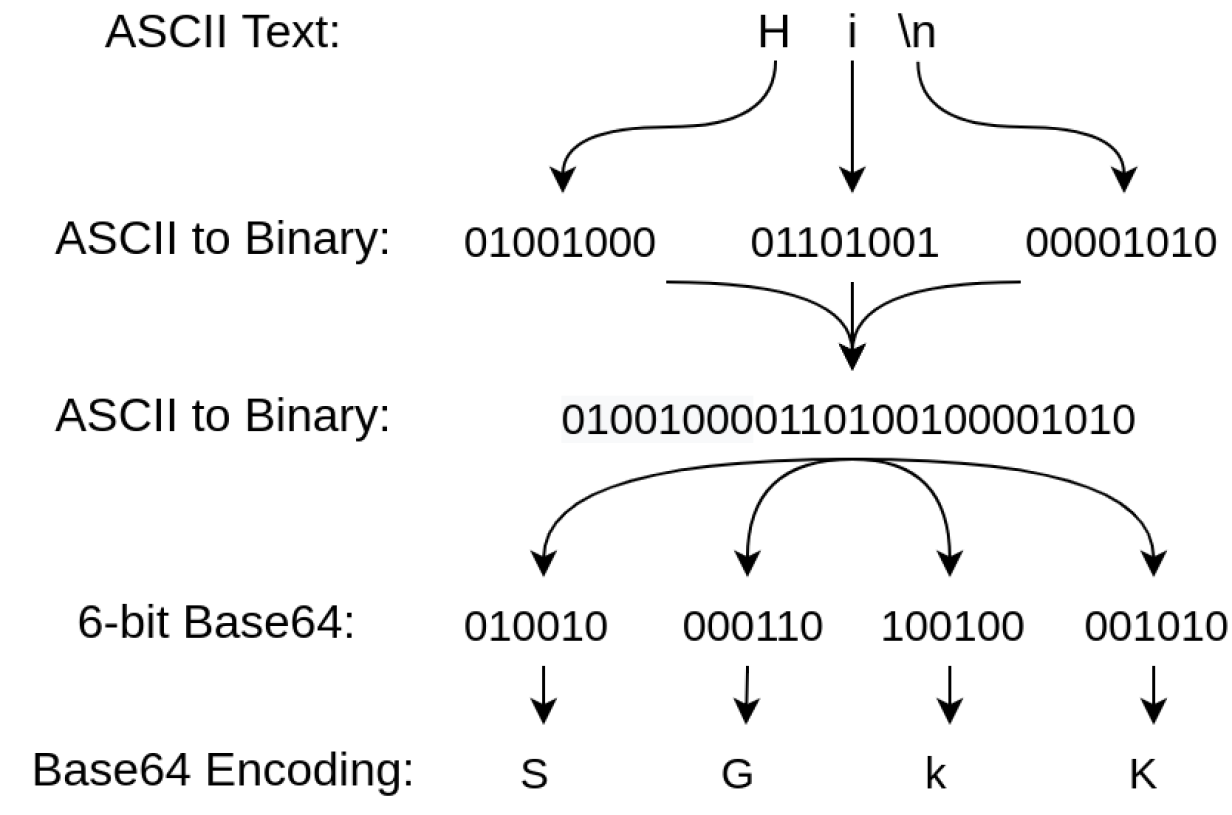 ASCII Text: H i \n
ASCII to Binary: 01001000 01101001 00001010
ASCII to Binary: 010010000110100100001010
6-bit Base64: 010010 000110 100100 001010
Base64 Encoding: S G k K